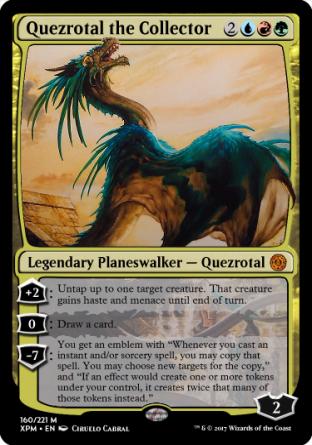 Quezrotal the Collector 2
Legendary Planeswalker — Quezrotal
+2: Untap up to one target creature. That creature
gains haste and menace until end of turn.
0: Draw a card.
-7: You get an emblem with “Whenever you cast an
instant and/or sorcery spell, you may copy that
spell. You may choose new targets for the copy,”
and “If an effect would create one or more tokens
under your control, it creates twice that many of
those tokens instead.”
2
160/221 M
XPM • EN Ciruelo Cabral
™ & © 2017 Wizards of the Coast